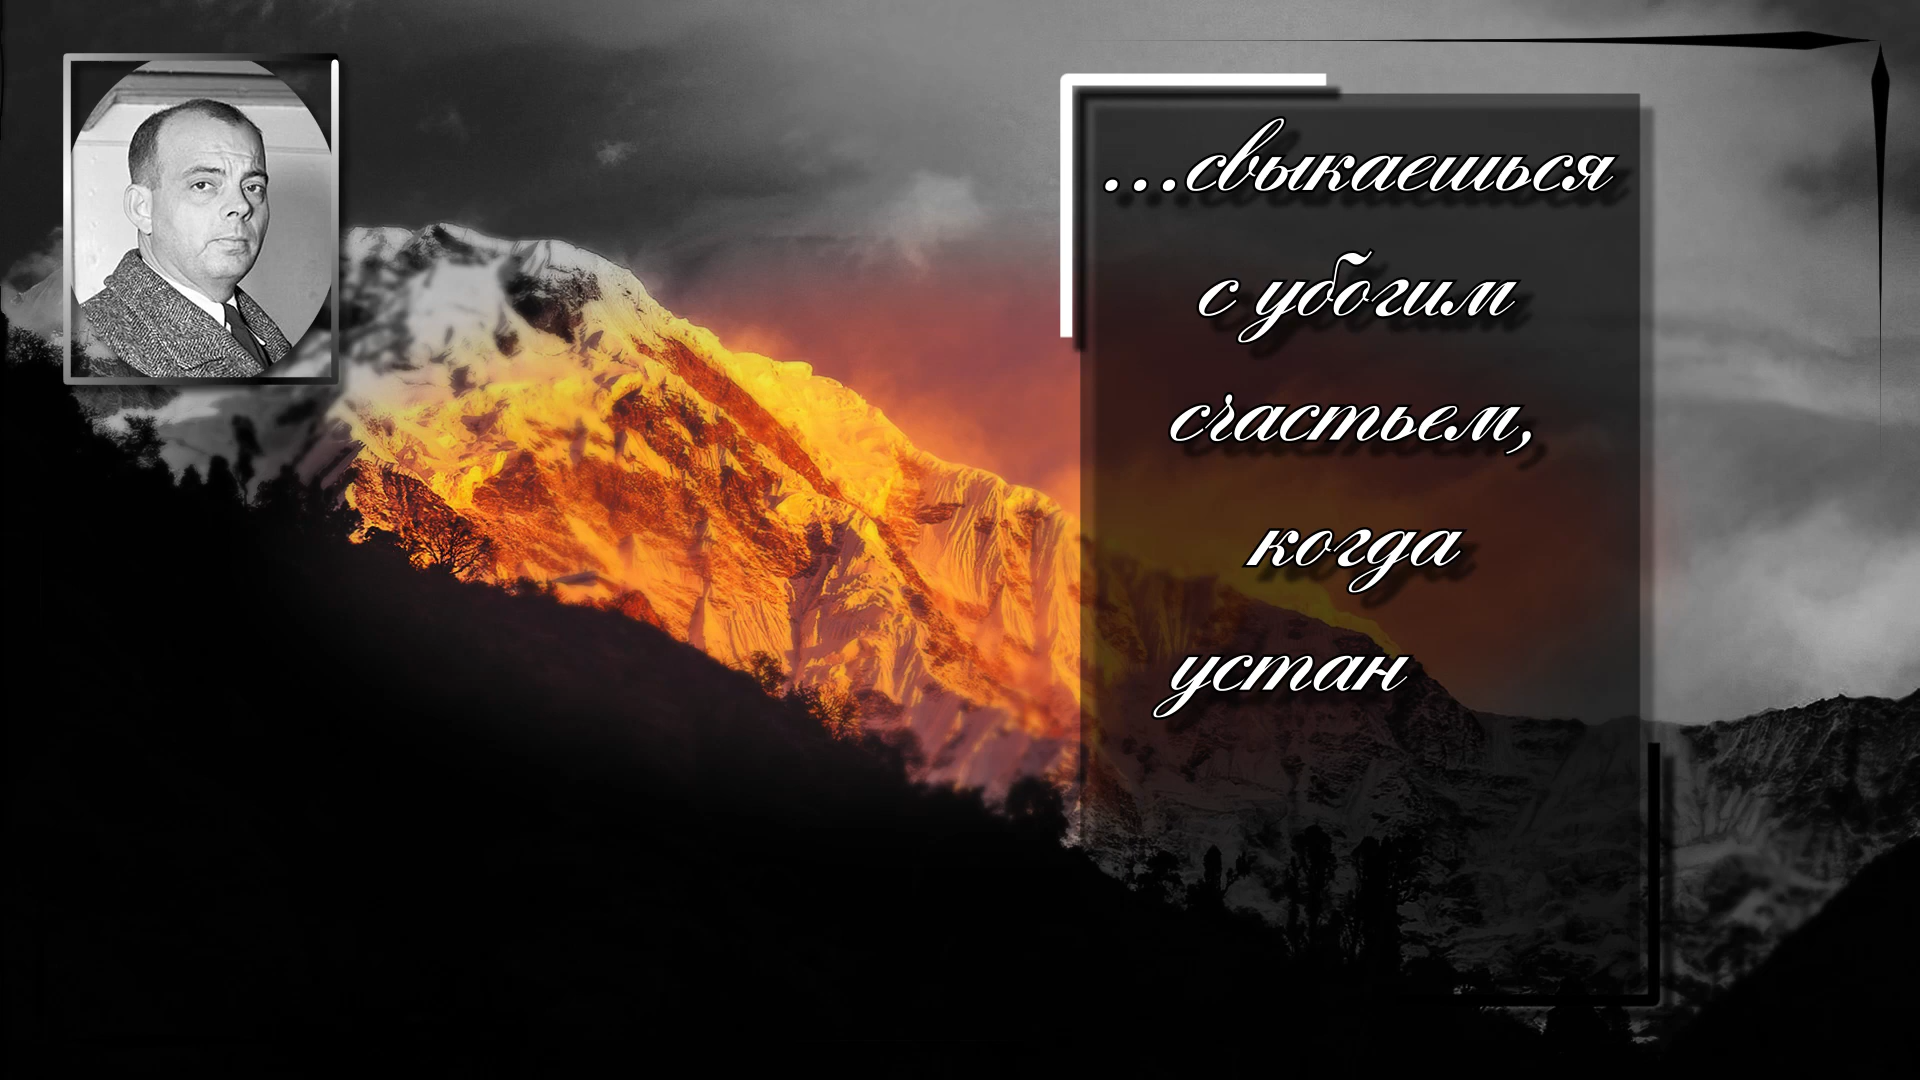 ...свыкаешься
с убогим
счастьем,
когда
устан